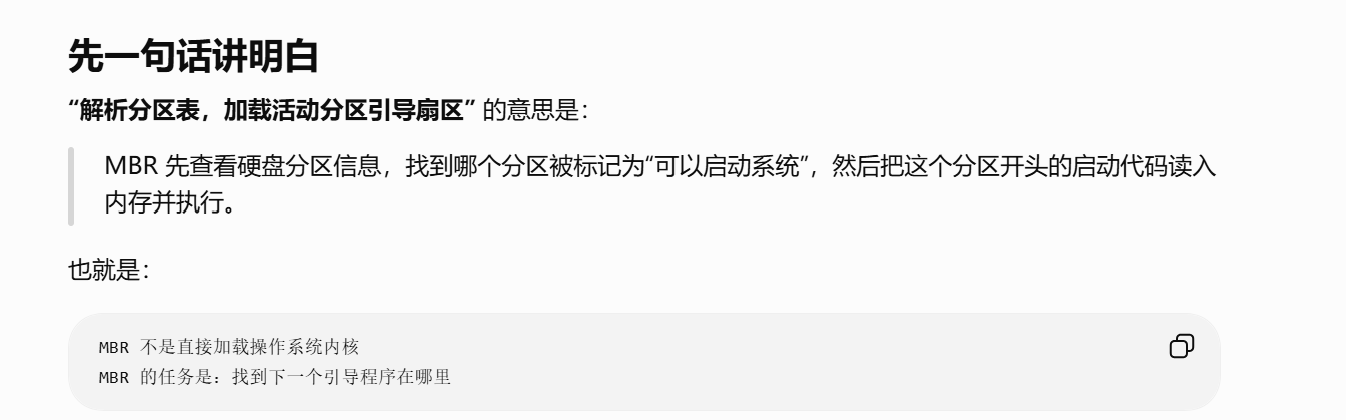 先一句话讲明白
“解析分区表，加载活动分区引导扇区” 的意思是：
MBR 先查看硬盘分区信息，找到哪个分区被标记为“可以启动系统”，然后把这个分区开头的启动代码读入
内存并执行。
也就是：
MBR 不是直接加载操作系统内核
MBR 的任务是：找到下一个引导程序在哪里